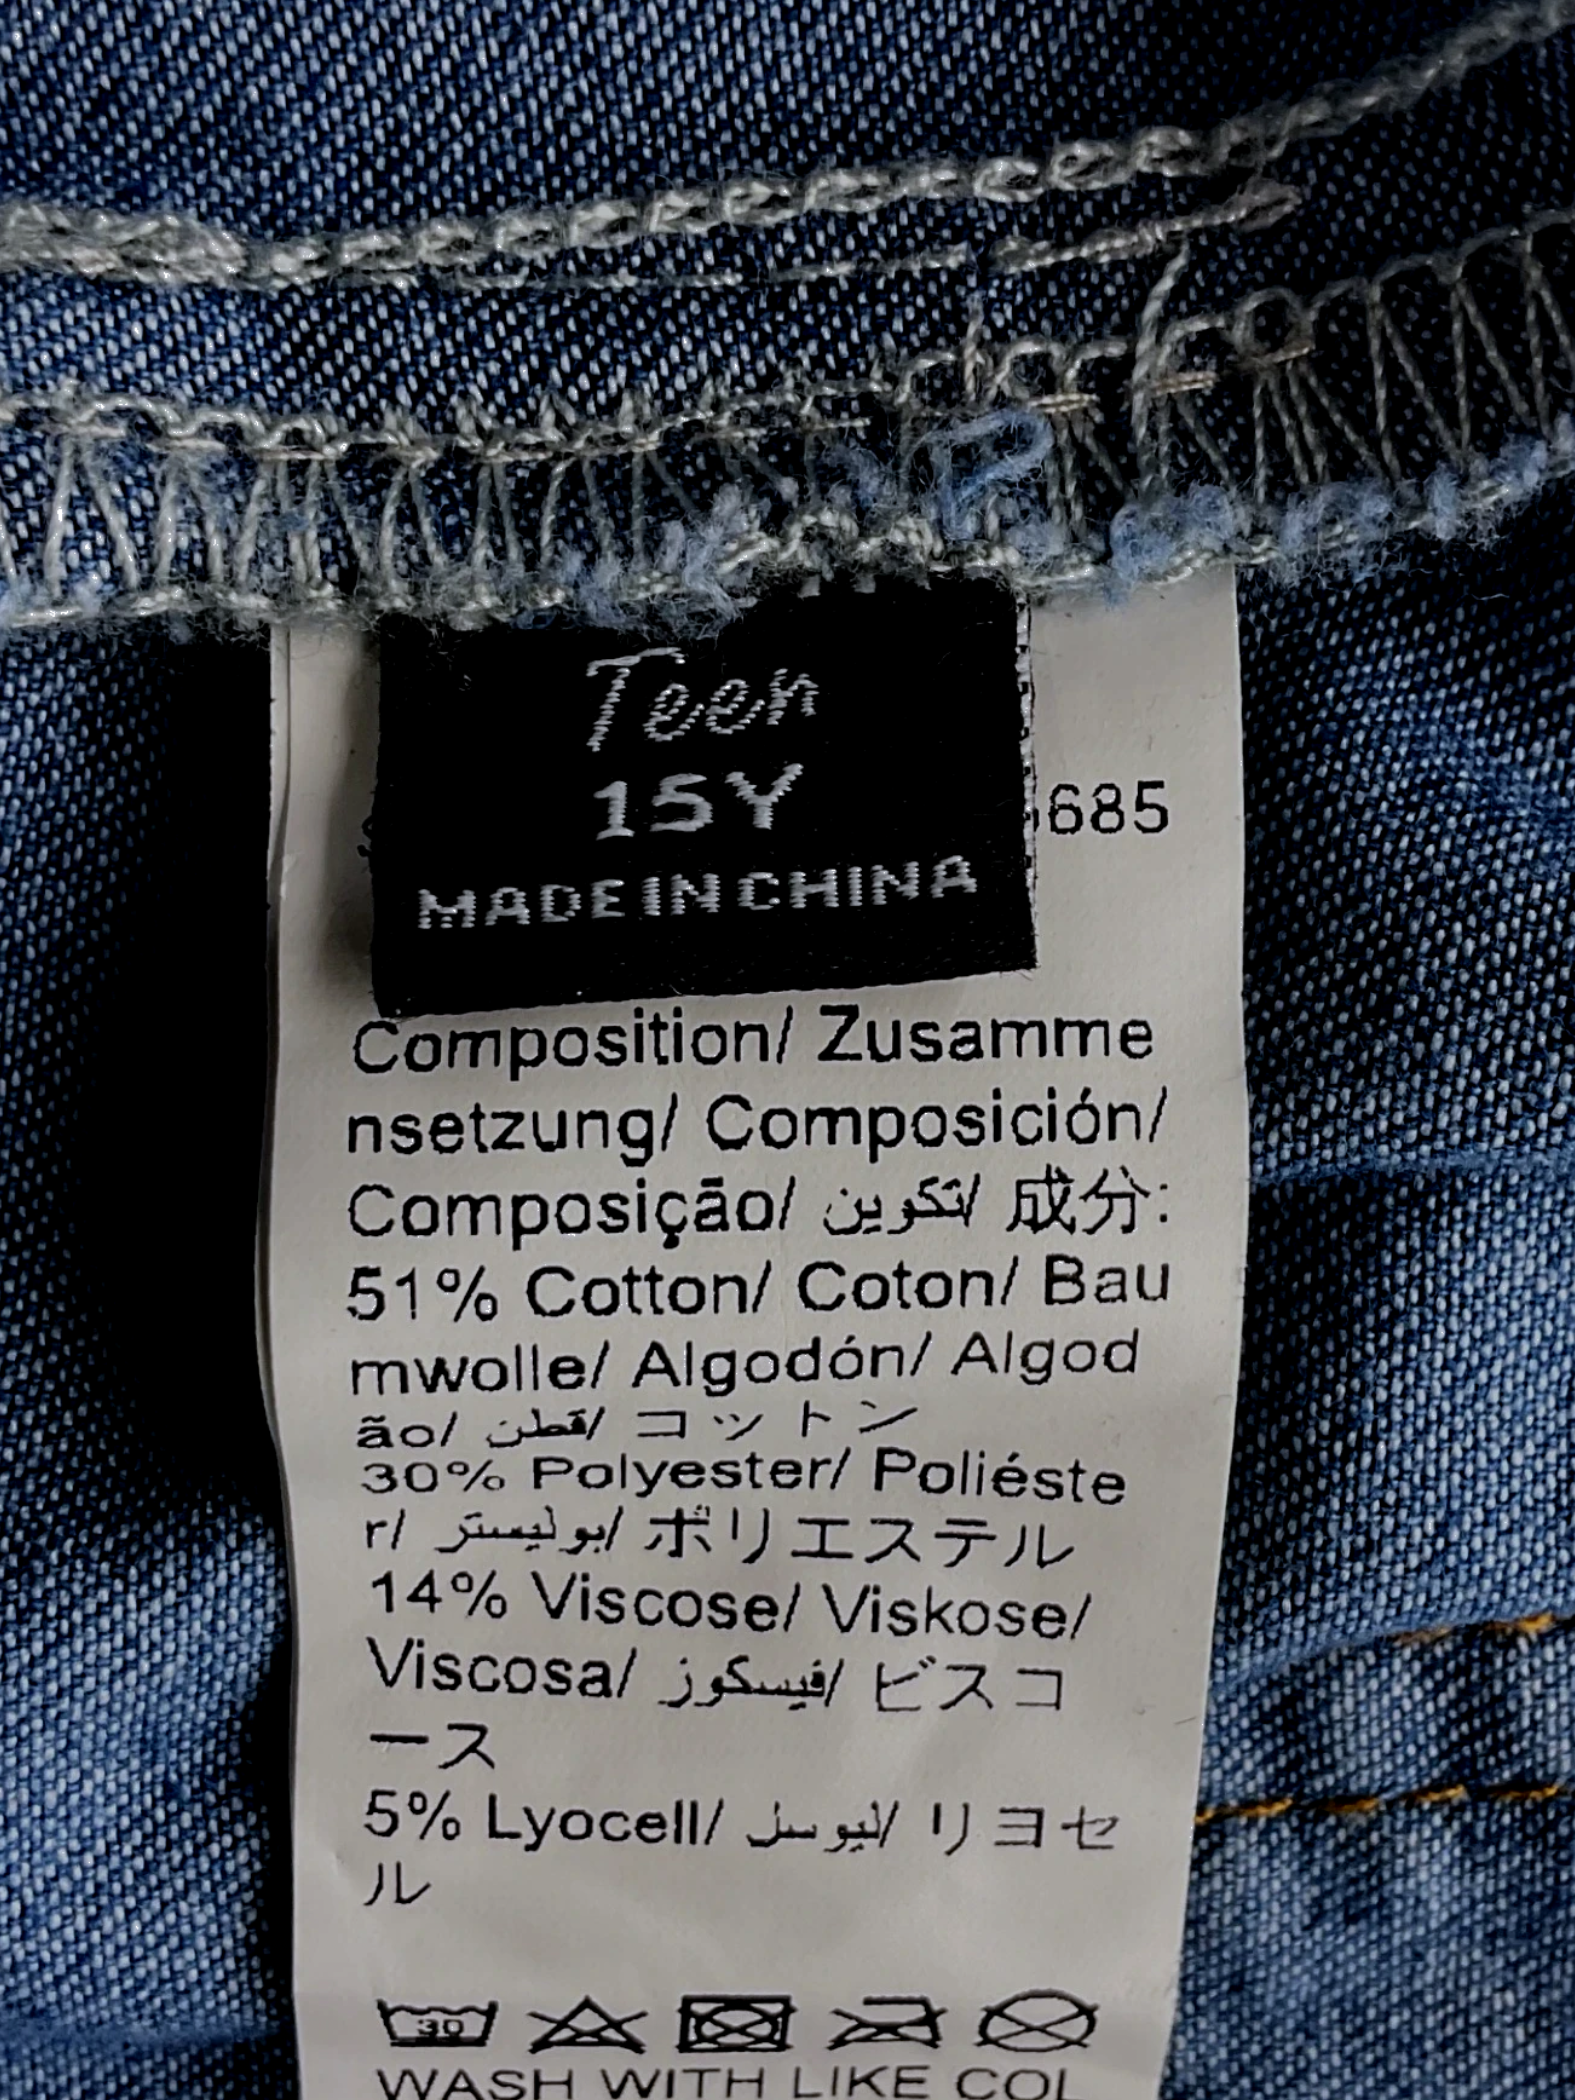 Teen
15Y
MADE IN CHINA
685
Composition/ Zusamme
nsetzung/ Composición/
Composição/ تكوين/ 成分:
51% Cotton/ Coton/ Bau
mwolle/ Algodón/ Algod
ão/ قطن/ コットン
30% Polyester/ Poliéste
r/ بوليستر/ ポリエステル
14% Viscose/ Viskose/
Viscosa/ فيسكوز/ ビスコ
ース
5% Lyocell/ ليوسل/ リヨセ
ル
30
WASH WITH LIKE COL